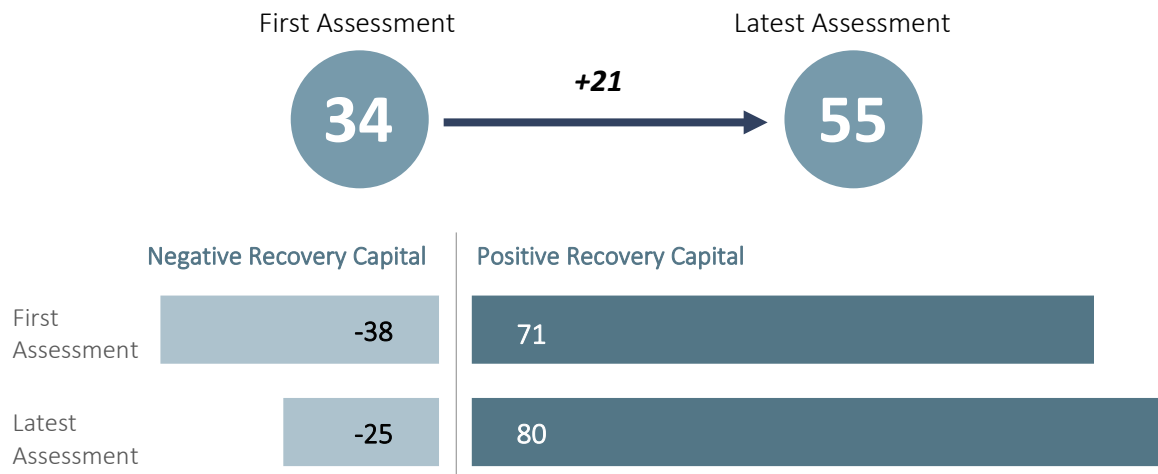 First Assessment
Latest Assessment
+21
34
55
Negative Recovery Capital
Positive Recovery Capital
First
Assessment
-38
71
Latest
Assessment
-25
80